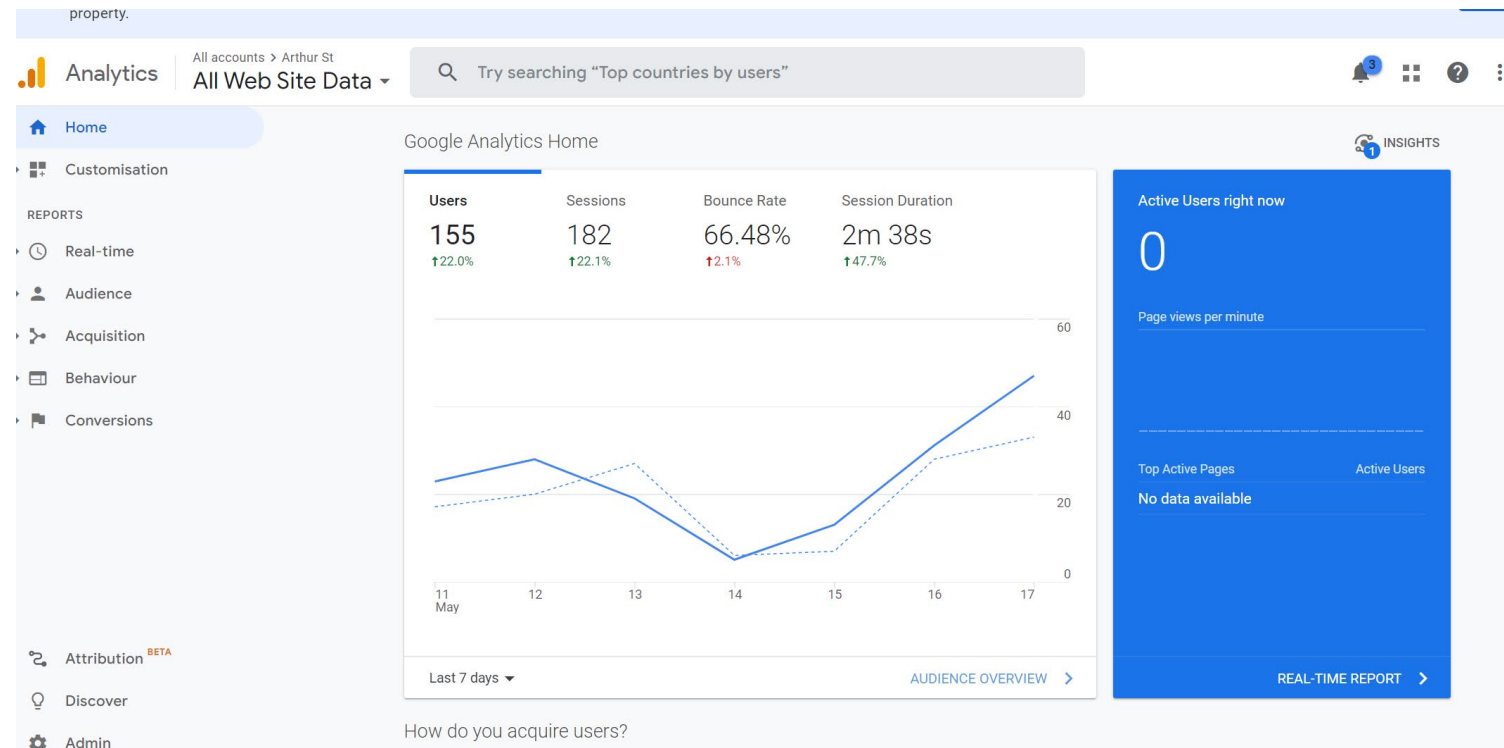 property.
Analytics
All accounts > Arthur St
All Web Site Data
Try searching “Top countries by users”
3
Home
Customisation
REPORTS
Real-time
Audience
Acquisition
Behaviour
Conversions
Attribution BETA
Discover
Admin
Google Analytics Home
1 INSIGHTS
Users Sessions Bounce Rate Session Duration
155 182 66.48% 2m 38s
↑22.0% ↑22.1% ↑2.1% ↑47.7%
60
40
20
0
11 12 13 14 15 16 17
May
Last 7 days
AUDIENCE OVERVIEW >
Active Users right now
0
Page views per minute
Top Active Pages Active Users
No data available
REAL-TIME REPORT >
How do you acquire users?